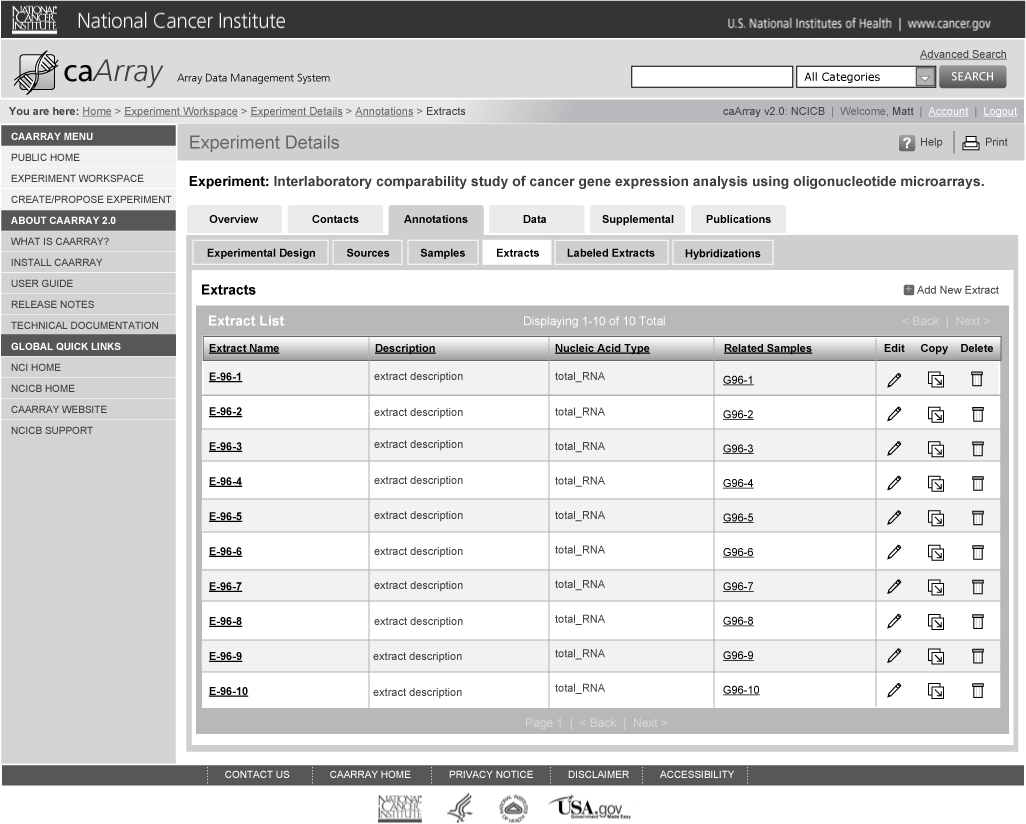 NATIONAL CANCER INSTITUTE National Cancer Institute U.S. National Institutes of Health | www.cancer.gov
Advanced Search
caArray Array Data Management System All Categories SEARCH
You are here: Home > Experiment Workspace > Experiment Details > Annotations > Extracts caArray v2.0: NCICB | Welcome, Matt | Account | Logout
CAARRAY MENU
PUBLIC HOME
EXPERIMENT WORKSPACE
CREATE/PROPOSE EXPERIMENT
ABOUT CAARRAY 2.0
WHAT IS CAARRAY?
INSTALL CAARRAY
USER GUIDE
RELEASE NOTES
TECHNICAL DOCUMENTATION
GLOBAL QUICK LINKS
NCI HOME
NCICB HOME
CAARRAY WEBSITE
NCICB SUPPORT
Experiment Details ? Help Print
Experiment: Interlaboratory comparability study of cancer gene expression analysis using oligonucleotide microarrays.
Overview Contacts Annotations Data Supplemental Publications
Experimental Design Sources Samples Extracts Labeled Extracts Hybridizations
Extracts Add New Extract
Extract List Displaying 1-10 of 10 Total < Back | Next >
Extract Name Description Nucleic Acid Type Related Samples Edit Copy Delete
E-96-1 extract description total_RNA G96-1
E-96-2 extract description total_RNA G96-2
E-96-3 extract description total_RNA G96-3
E-96-4 extract description total_RNA G96-4
E-96-5 extract description total_RNA G96-5
E-96-6 extract description total_RNA G96-6
E-96-7 extract description total_RNA G96-7
E-96-8 extract description total_RNA G96-8
E-96-9 extract description total_RNA G96-9
E-96-10 extract description total_RNA G96-10
Page 1 | < Back | Next >
CONTACT US CAARRAY HOME PRIVACY NOTICE DISCLAIMER ACCESSIBILITY
NATIONAL CANCER INSTITUTE USA.gov
Government Made Easy